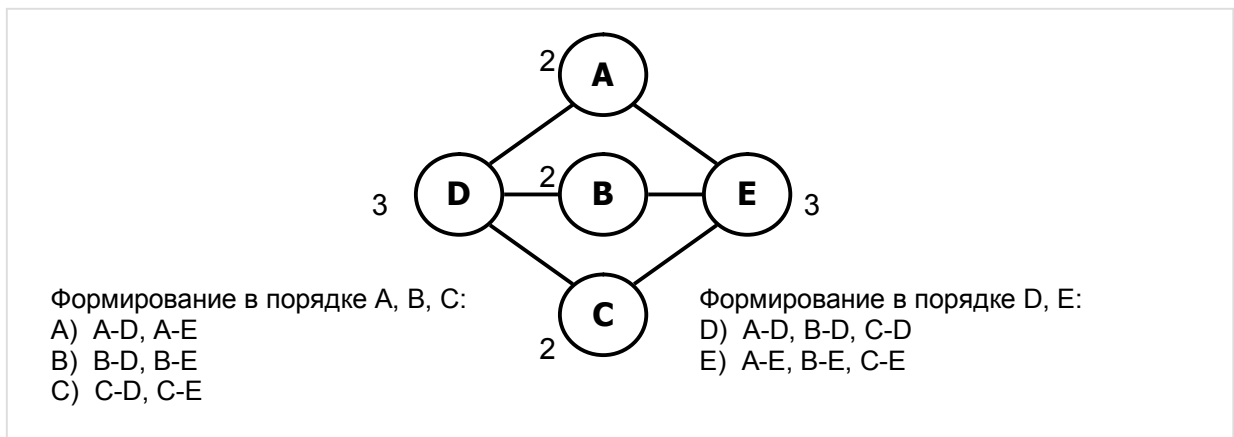 2
A
3
D
2
B
E
3
C
2
Формирование в порядке A, B, C:
A) A-D, A-E
B) B-D, B-E
C) C-D, C-E
Формирование в порядке D, E:
D) A-D, B-D, C-D
E) A-E, B-E, C-E